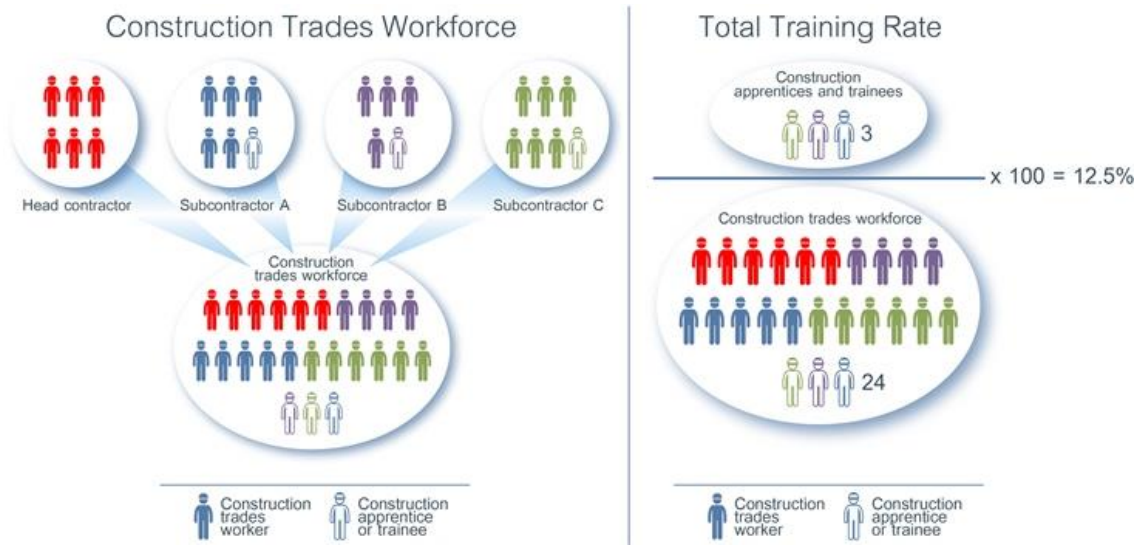 Construction Trades Workforce
Head contractor
Subcontractor A
Subcontractor B
Subcontractor C
Construction
trades workforce
Construction
trades
worker
Construction
apprentice
or trainee
Total Training Rate
Construction
apprentices and trainees
3
x 100 = 12.5%
Construction trades workforce
24
Construction
trades
worker
Construction
apprentice
or trainee